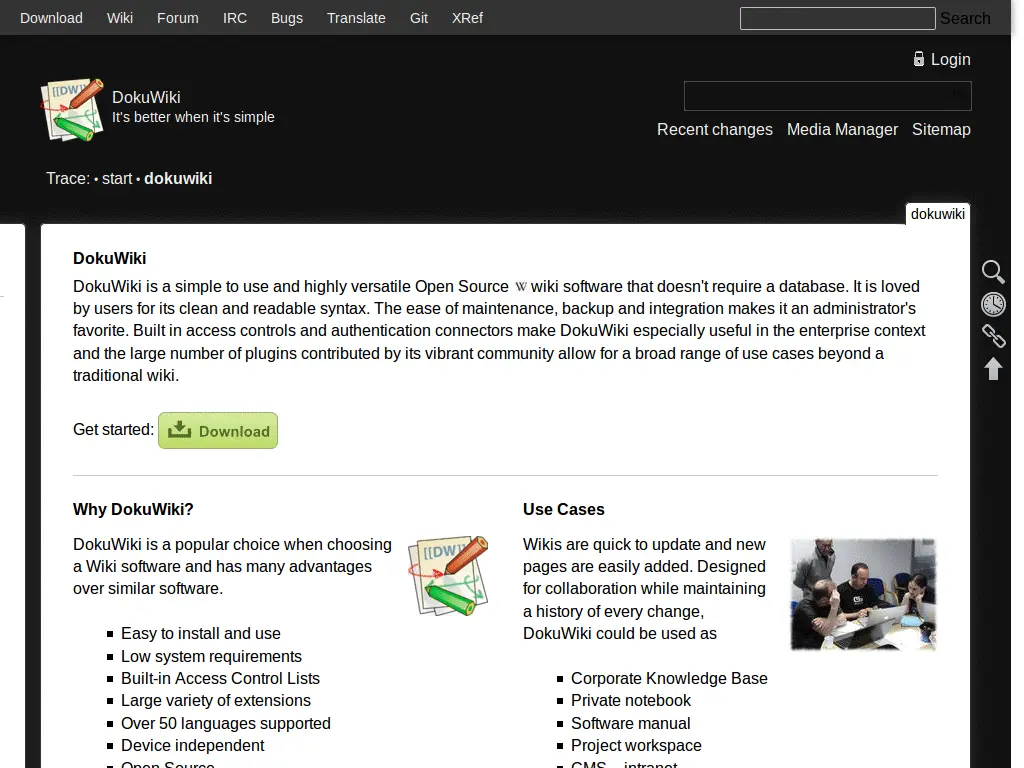 Download Wiki Forum IRC Bugs Translate Git XRef Search
Login
[[DW]]
DokuWiki
It's better when it's simple
Recent changes Media Manager Sitemap
Trace: • start • dokuwiki
dokuwiki
DokuWiki
DokuWiki is a simple to use and highly versatile Open Source W wiki software that doesn't require a database. It is loved
by users for its clean and readable syntax. The ease of maintenance, backup and integration makes it an administrator's
favorite. Built in access controls and authentication connectors make DokuWiki especially useful in the enterprise context
and the large number of plugins contributed by its vibrant community allow for a broad range of use cases beyond a
traditional wiki.
Get started: Download
Why DokuWiki?
DokuWiki is a popular choice when choosing
a Wiki software and has many advantages
over similar software.
[[DW]]
Easy to install and use
Low system requirements
Built-in Access Control Lists
Large variety of extensions
Over 50 languages supported
Device independent
Open Source
Use Cases
Wikis are quick to update and new
pages are easily added. Designed
for collaboration while maintaining
a history of every change,
DokuWiki could be used as
Corporate Knowledge Base
Private notebook
Software manual
Project workspace
CMS – intranet